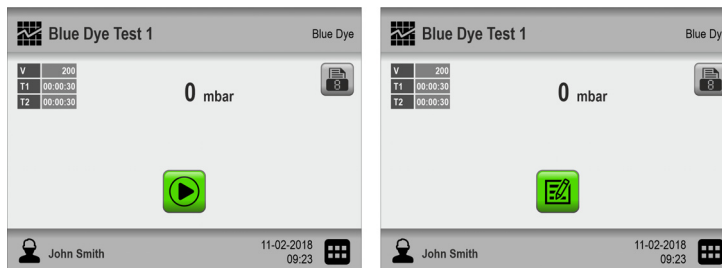 Blue Dye Test 1
Blue Dye
V 200
T1 00:00:30
T2 00:00:30
0 mbar
8
John Smith
11-02-2018
09:23
Blue Dye Test 1
Blue Dy
V 200
T1 00:00:30
T2 00:00:30
0 mbar
8
John Smith
11-02-2018
09:23